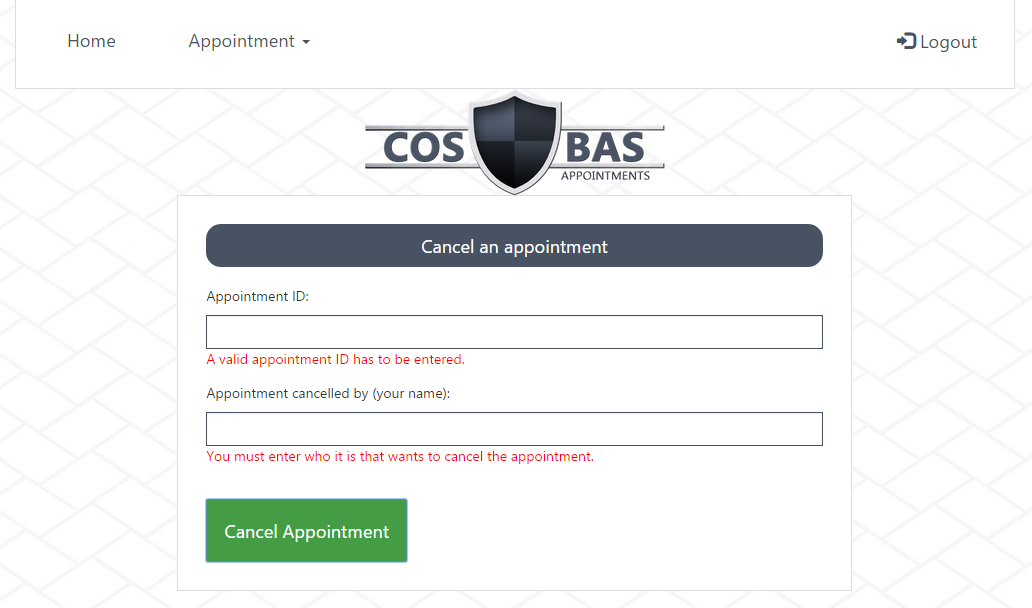 Home
Appointment
Logout
COS BAS
APPOINTMENTS
Cancel an appointment
Appointment ID:
A valid appointment ID has to be entered.
Appointment cancelled by (your name):
You must enter who it is that wants to cancel the appointment.
Cancel Appointment